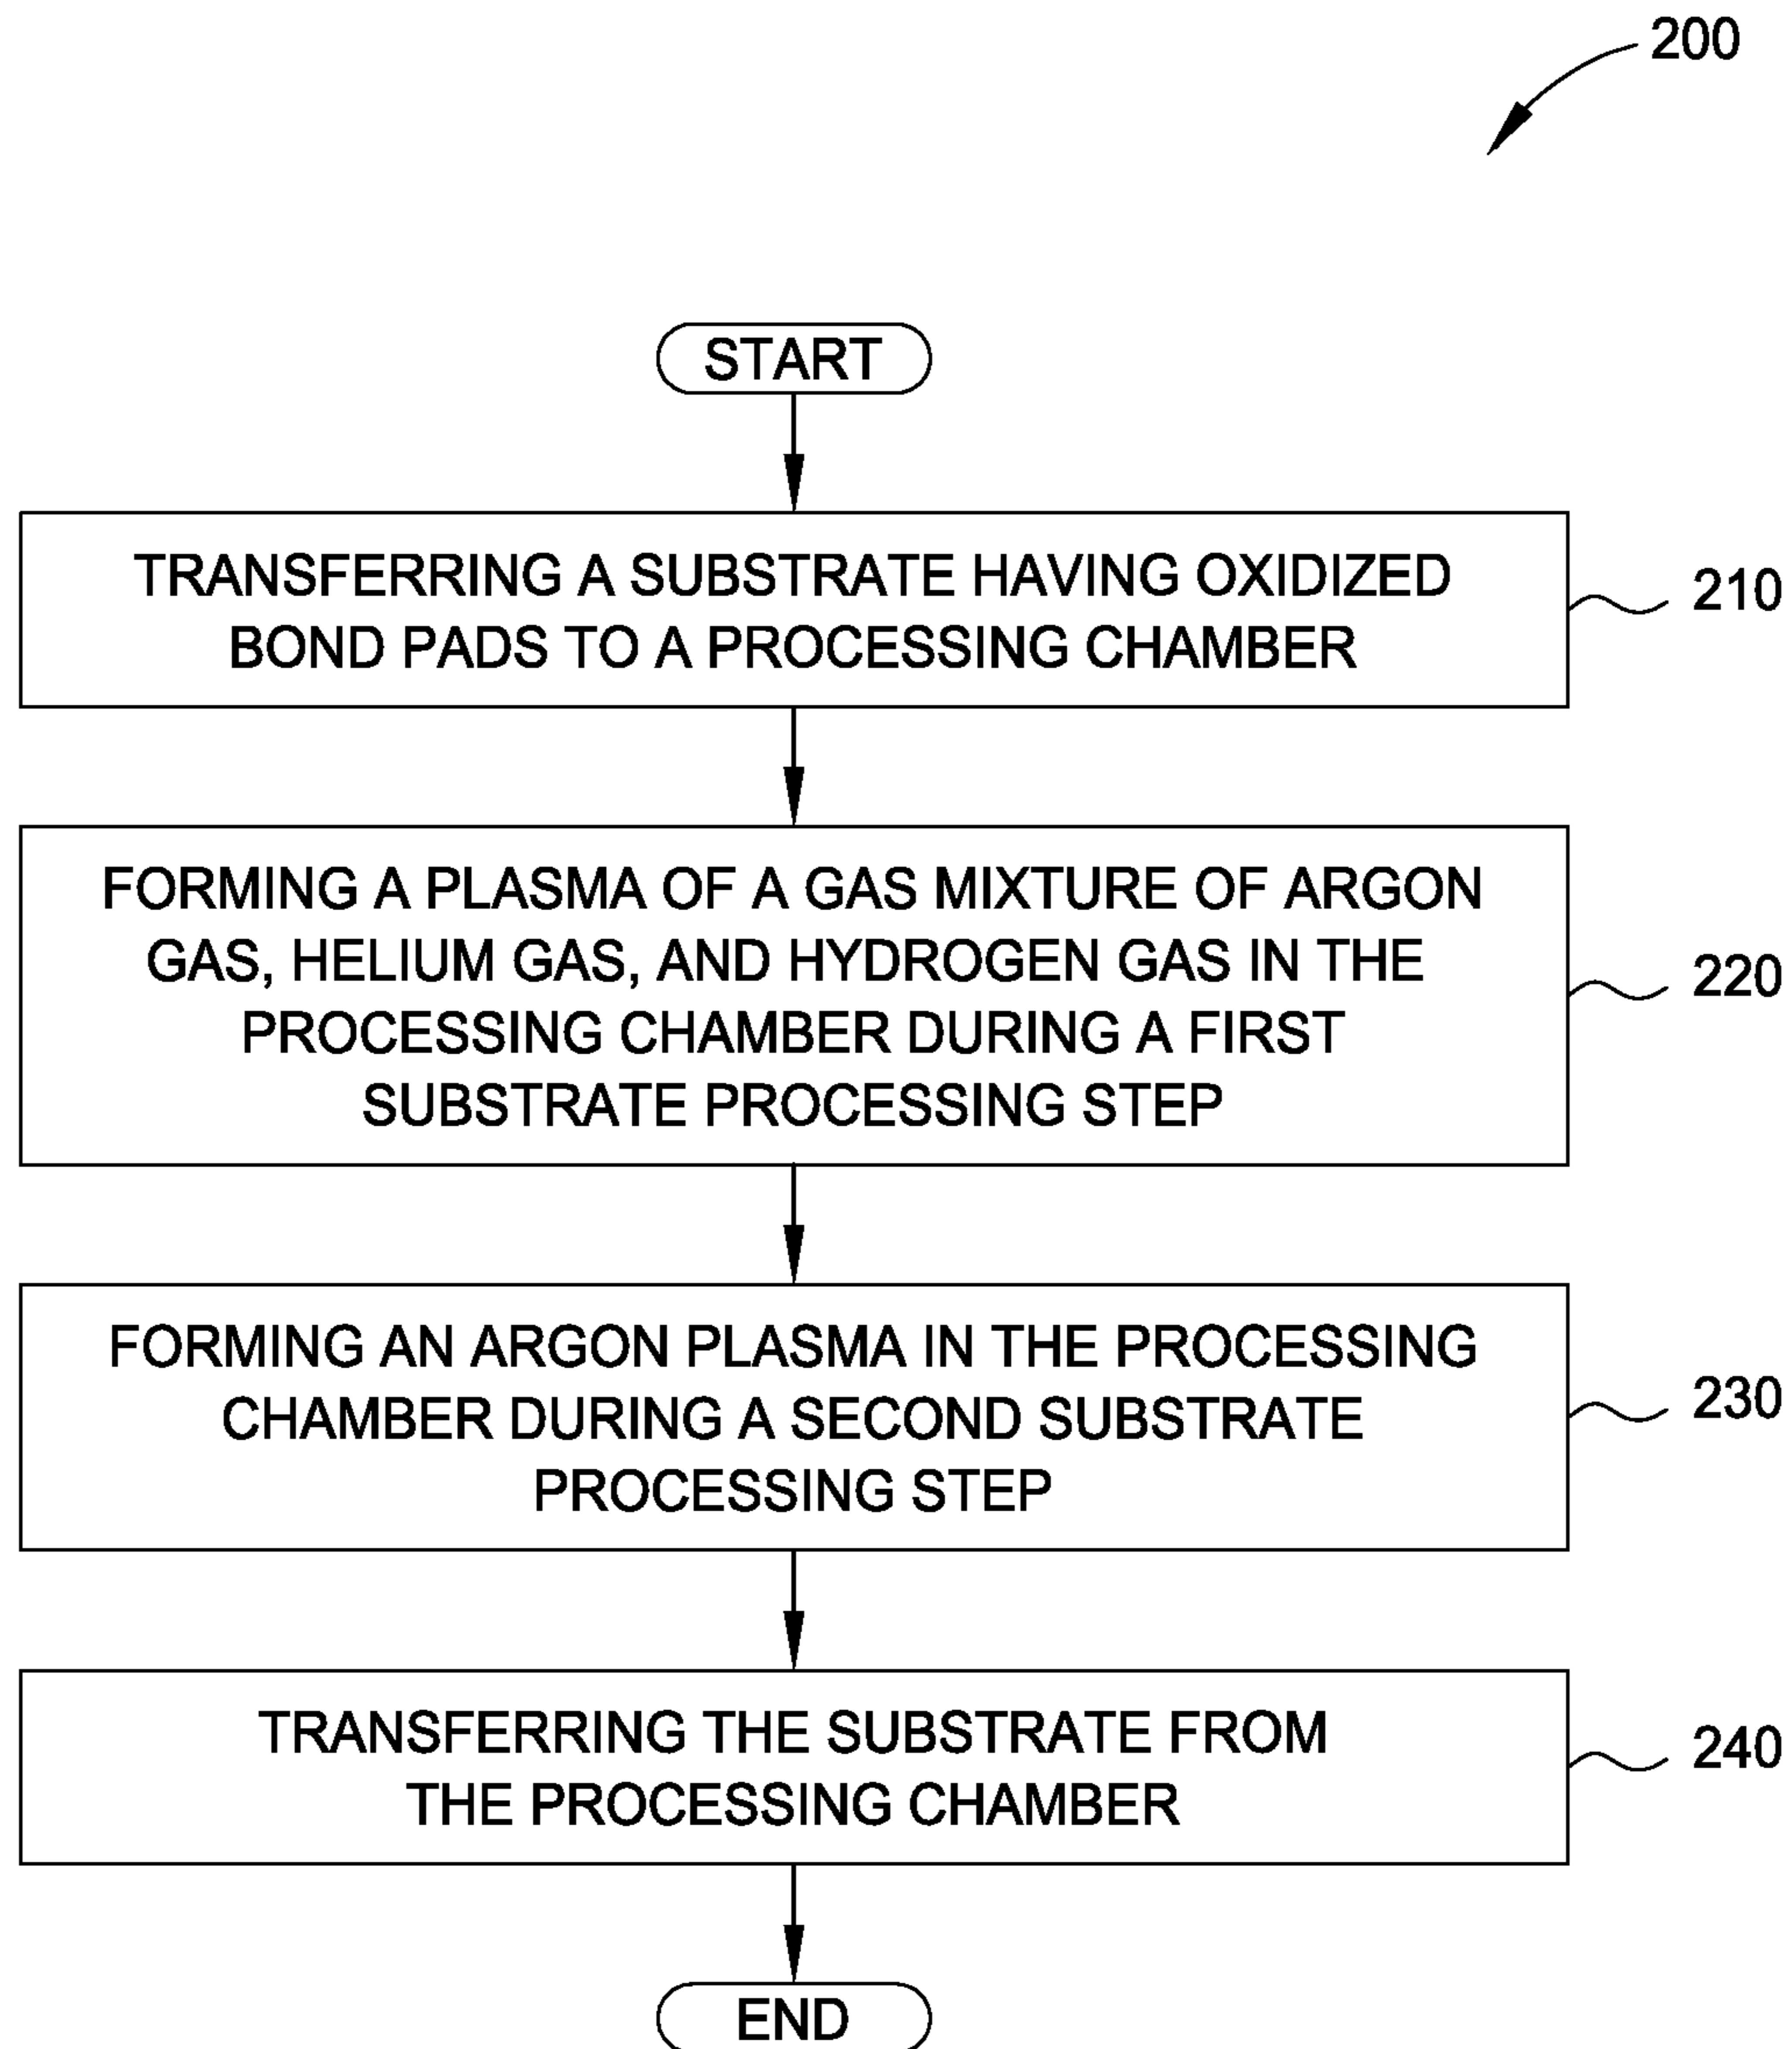 200
START
TRANSFERRING A SUBSTRATE HAVING OXIDIZED
BOND PADS TO A PROCESSING CHAMBER
210
FORMING A PLASMA OF A GAS MIXTURE OF ARGON
GAS, HELIUM GAS, AND HYDROGEN GAS IN THE
PROCESSING CHAMBER DURING A FIRST
SUBSTRATE PROCESSING STEP
220
FORMING AN ARGON PLASMA IN THE PROCESSING
CHAMBER DURING A SECOND SUBSTRATE
PROCESSING STEP
230
TRANSFERRING THE SUBSTRATE FROM
THE PROCESSING CHAMBER
240
END